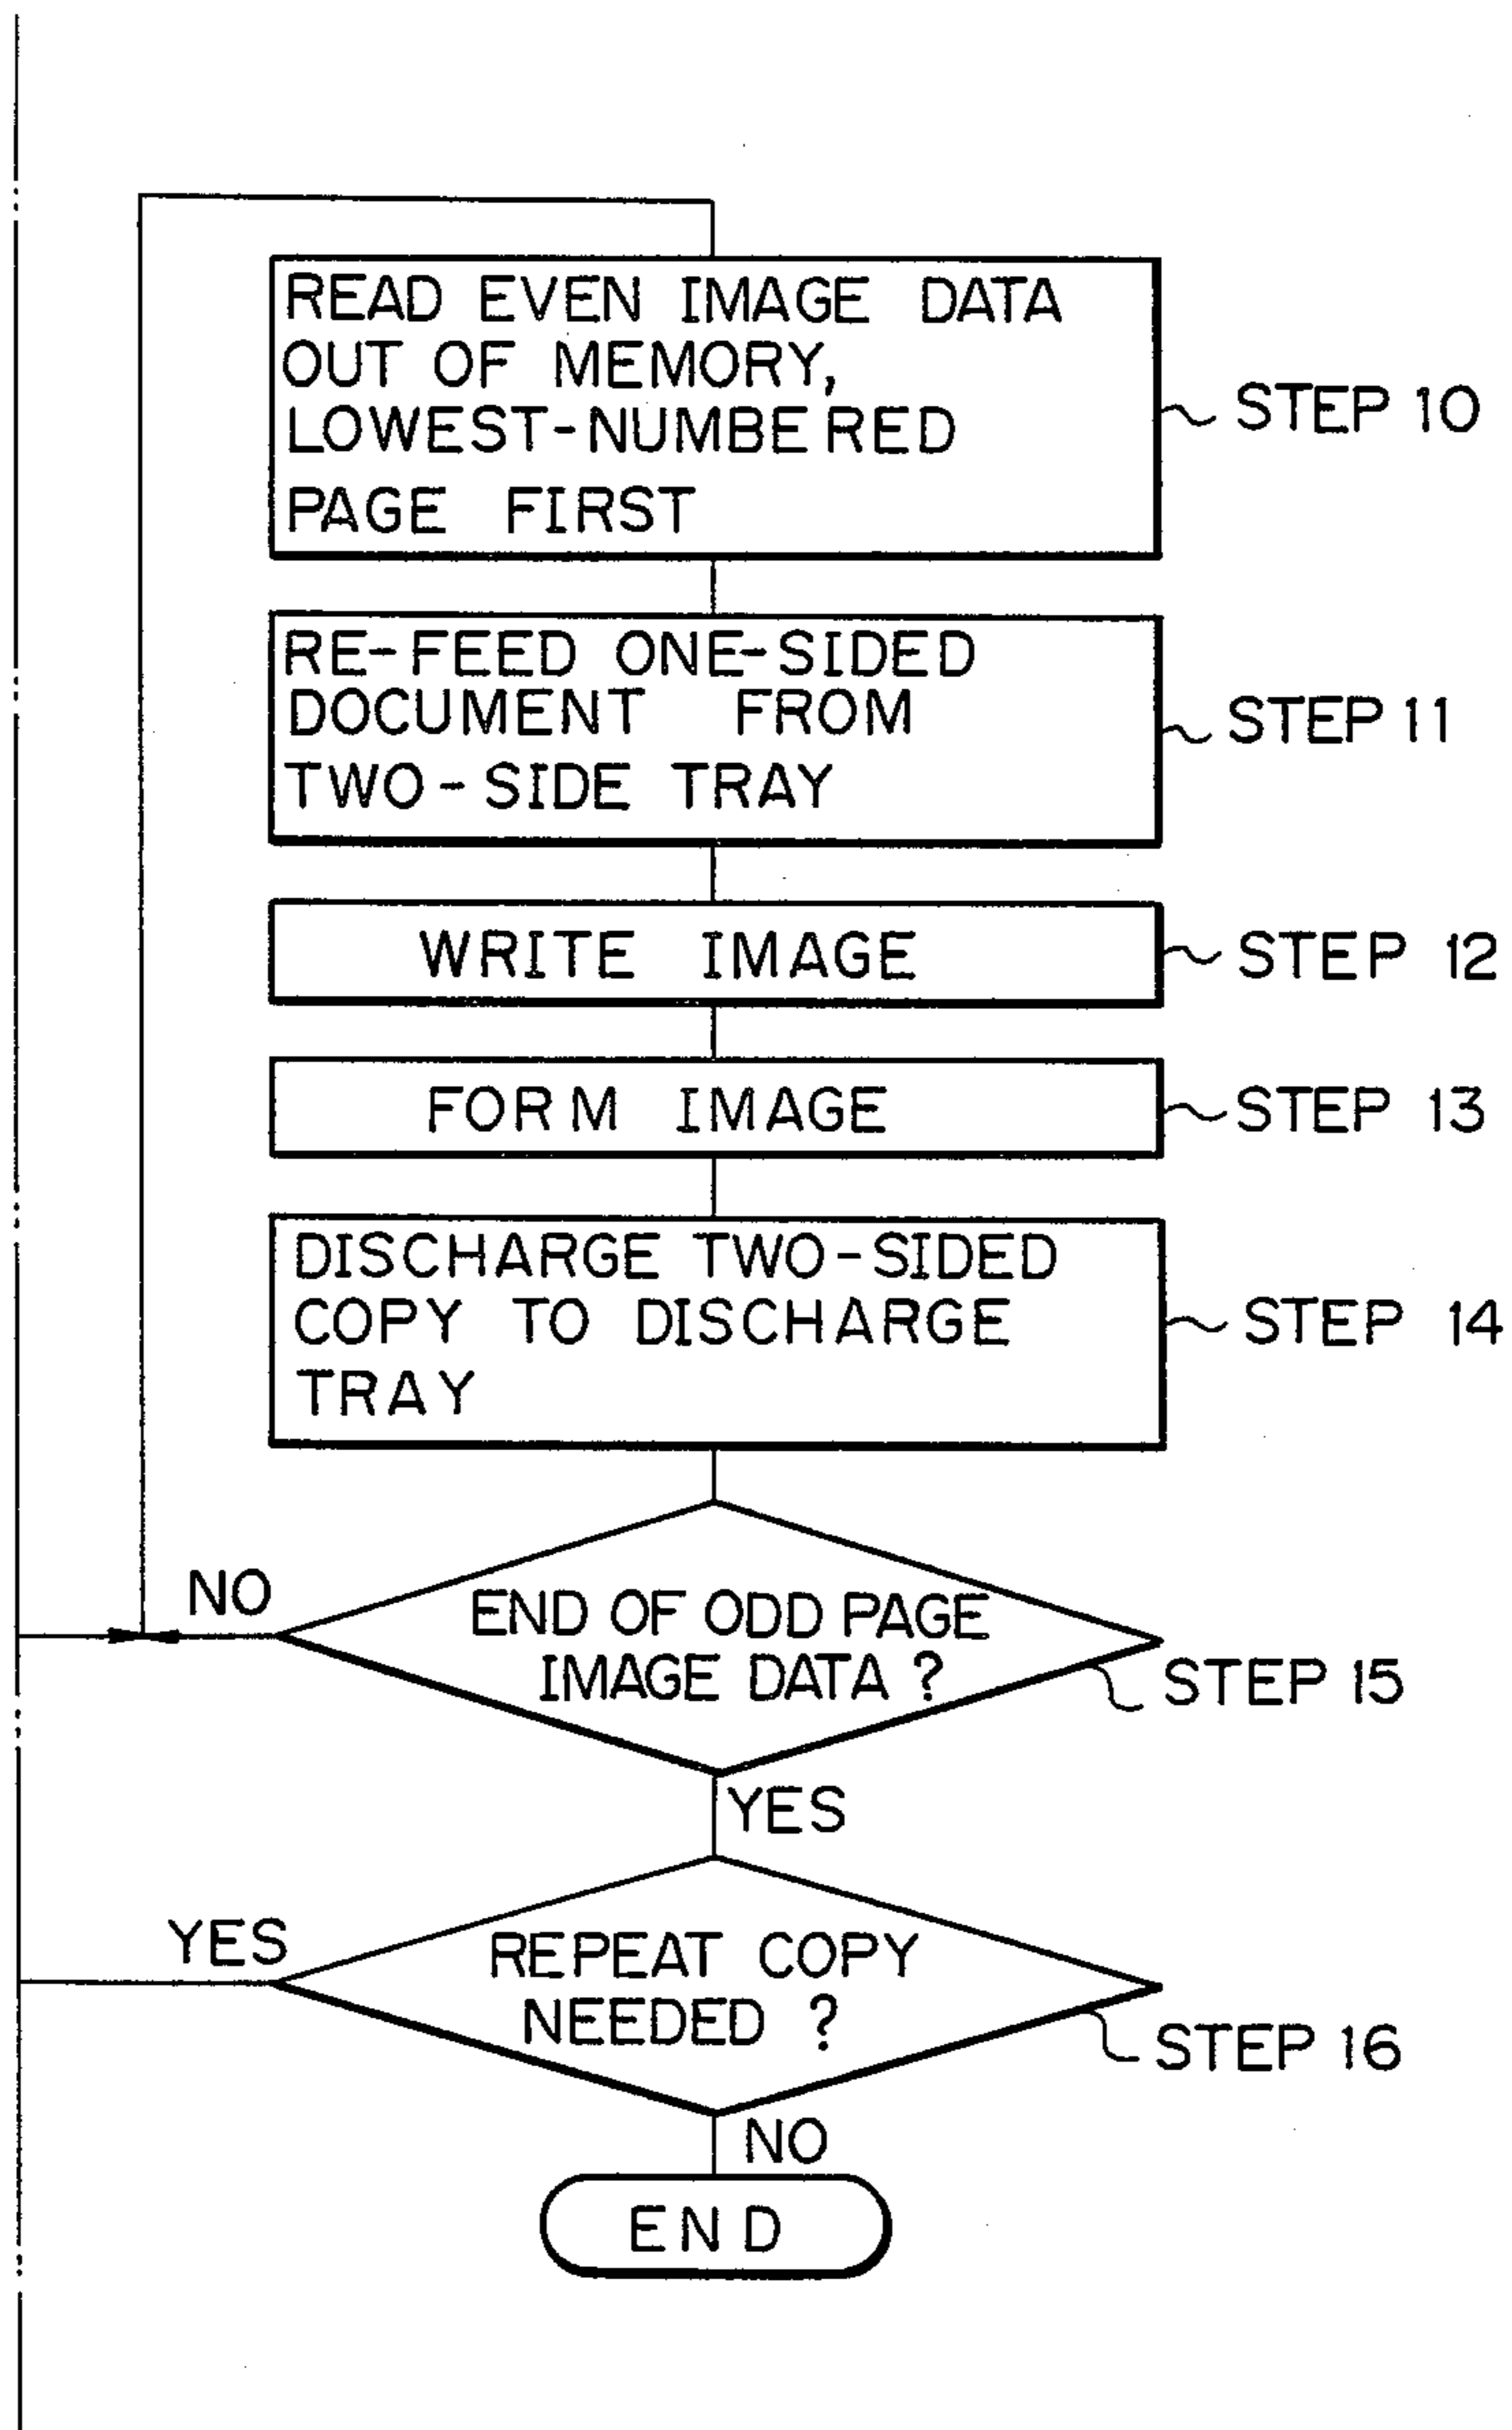 READ EVEN IMAGE DATA
OUT OF MEMORY,
LOWEST-NUMBERED
PAGE FIRST
STEP 10
RE-FEED ONE-SIDED
DOCUMENT FROM
TWO-SIDE TRAY
STEP 11
WRITE IMAGE
STEP 12
FORM IMAGE
STEP 13
DISCHARGE TWO-SIDED
COPY TO DISCHARGE
TRAY
STEP 14
NO
END OF ODD PAGE
IMAGE DATA ?
STEP 15
YES
YES
REPEAT COPY
NEEDED ?
STEP 16
NO
END